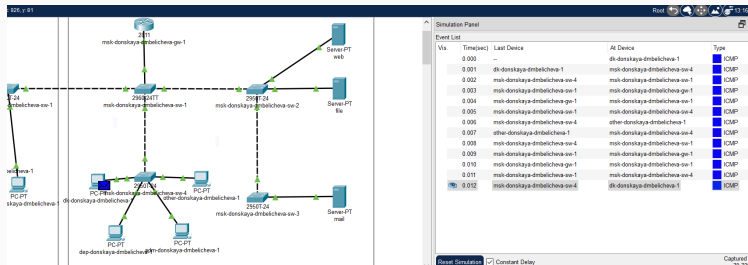 x: 926, y: 81
Root
13:16
2811
msk-donskaya-dmbelicheva-gw-1
Server-PT
web
2960-24TT
msk-donskaya-dmbelicheva-sw-1
2950T-24
msk-donskaya-dmbelicheva-sw-2
Server-PT
file
PC-PT
dk-donskaya-dmbelicheva-1
2950T-24
msk-donskaya-dmbelicheva-sw-4
PC-PT
other-donskaya-dmbelicheva-1
PC-PT
2950T-24
msk-donskaya-dmbelicheva-sw-3
Server-PT
mail
PC-PT
dep-donskaya-dmbelicheva-1
PC-PT
adm-donskaya-dmbelicheva-1
Simulation Panel
Event List
Vis. Time(sec) Last Device At Device Type
0.000 -- dk-donskaya-dmbelicheva-1 ICMP
0.001 dk-donskaya-dmbelicheva-1 msk-donskaya-dmbelicheva-sw-4 ICMP
0.002 msk-donskaya-dmbelicheva-sw-4 msk-donskaya-dmbelicheva-sw-1 ICMP
0.003 msk-donskaya-dmbelicheva-sw-1 msk-donskaya-dmbelicheva-gw-1 ICMP
0.004 msk-donskaya-dmbelicheva-gw-1 msk-donskaya-dmbelicheva-sw-1 ICMP
0.005 msk-donskaya-dmbelicheva-sw-1 msk-donskaya-dmbelicheva-sw-4 ICMP
0.006 msk-donskaya-dmbelicheva-sw-4 other-donskaya-dmbelicheva-1 ICMP
0.007 other-donskaya-dmbelicheva-1 msk-donskaya-dmbelicheva-sw-4 ICMP
0.008 msk-donskaya-dmbelicheva-sw-4 msk-donskaya-dmbelicheva-sw-1 ICMP
0.009 msk-donskaya-dmbelicheva-sw-1 msk-donskaya-dmbelicheva-gw-1 ICMP
0.010 msk-donskaya-dmbelicheva-gw-1 msk-donskaya-dmbelicheva-sw-1 ICMP
0.011 msk-donskaya-dmbelicheva-sw-1 msk-donskaya-dmbelicheva-sw-4 ICMP
0.012 msk-donskaya-dmbelicheva-sw-4 dk-donskaya-dmbelicheva-1 ICMP
Reset Simulation Constant Delay
Captured